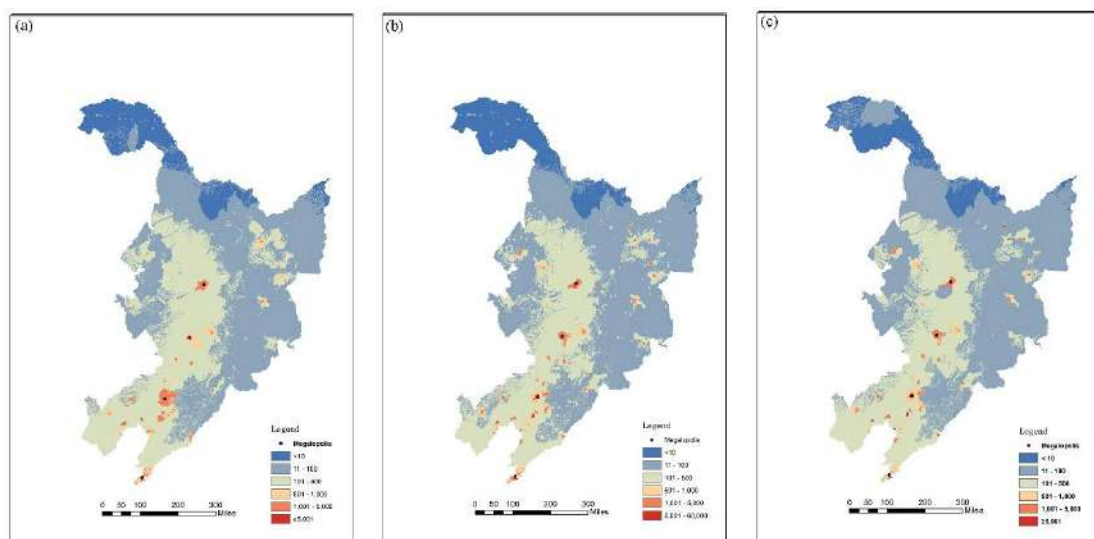 (a)
Legend
Megalopolis
<10
11 - 100
101 - 500
501 - 1,000
1,001 - 5,000
≤5,001
0 50 100 200 300
Miles
(b)
Legend
Megalopolis
<10
11 - 100
101 - 500
501 - 1,000
1,001 - 5,000
5,001 - 60,000
0 50 100 200 300
Miles
(c)
Legend
Megalopolis
<10
11 - 100
101 - 500
501 - 1,000
1,001 - 5,000
≥5,001
0 50 100 200 300
Miles